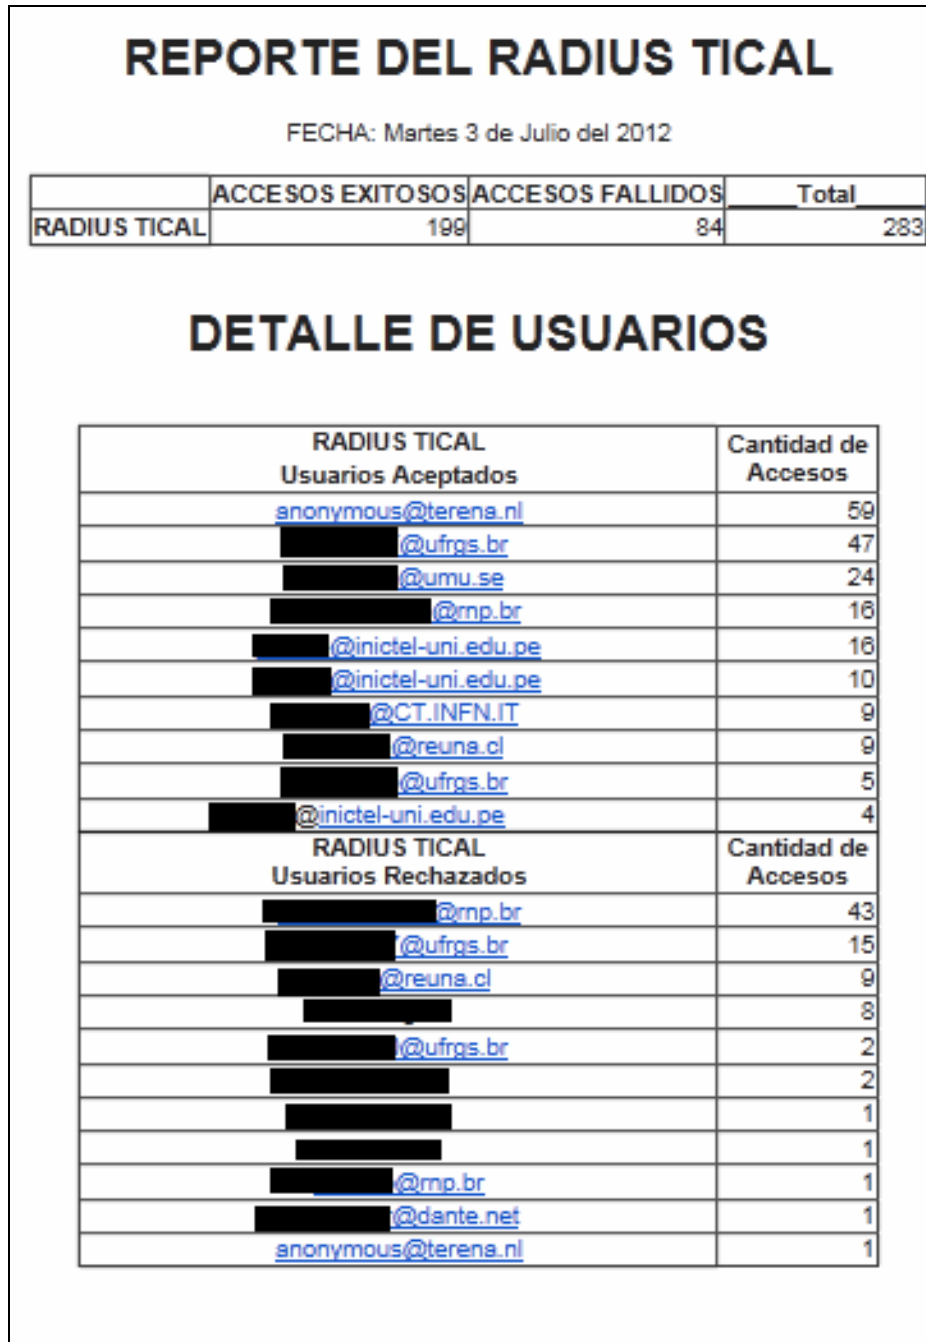 REPORTE DEL RADIUS TICAL
FECHA: Martes 3 de Julio del 2012
ACCESOS EXITOSOS ACCESOS FALLIDOS Total
RADIUS TICAL 199 84 283
DETALLE DE USUARIOS
RADIUS TICAL
Usuarios Aceptados
Cantidad de
Accesos
anonymous@terena.nl 59
@ufrgs.br 47
@umu.se 24
@rnp.br 16
@inictel-uni.edu.pe 16
@inictel-uni.edu.pe 10
@CT.INFN.IT 9
@reuna.cl 9
@ufrgs.br 5
@inictel-uni.edu.pe 4
RADIUS TICAL
Usuarios Rechazados
Cantidad de
Accesos
@rnp.br 43
@ufrgs.br 15
@reuna.cl 9
8
@ufrgs.br 2
2
1
1
@rnp.br 1
@dante.net 1
anonymous@terena.nl 1